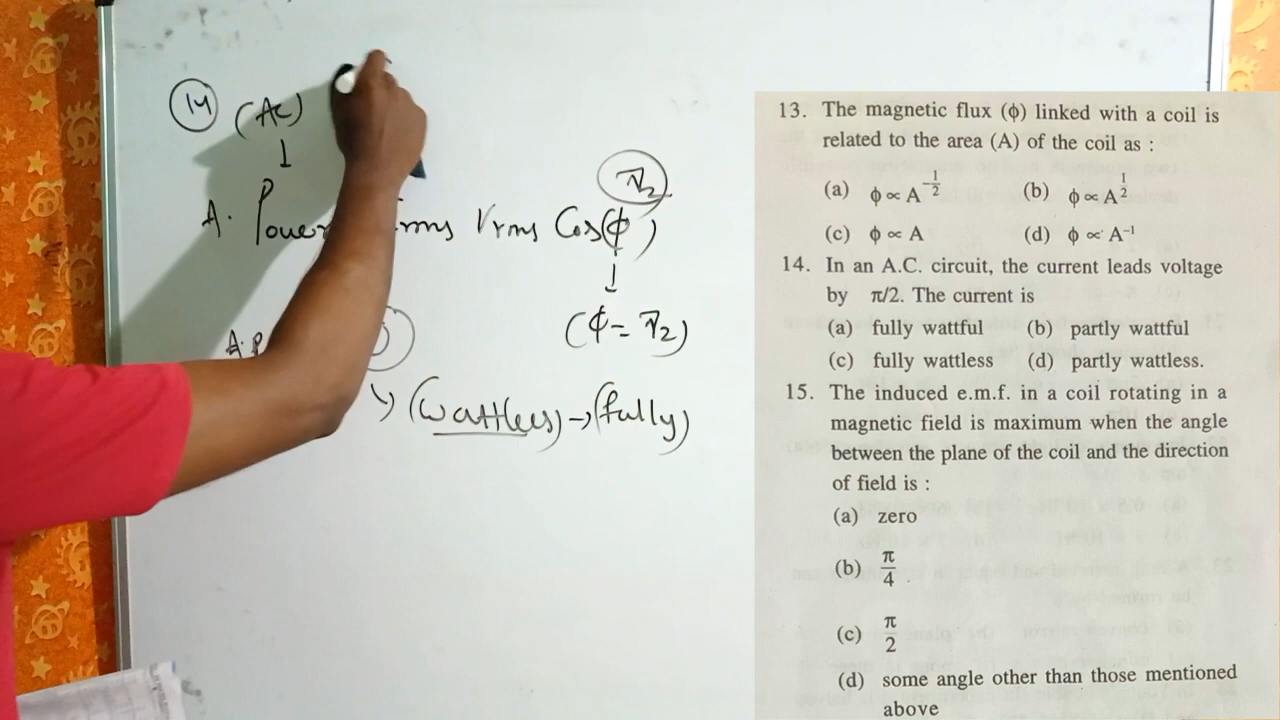 14 (AC)
π/2
A. Power rms Vrms Cos(ϕ)
(ϕ = π/2)
A.P
(wattless) → (fully)
13. The magnetic flux (ϕ) linked with a coil is
related to the area (A) of the coil as :
(a) ϕ ∝ A^{-1/2} (b) ϕ ∝ A^{1/2}
(c) ϕ ∝ A (d) ϕ ∝ A^{-1}
14. In an A.C. circuit, the current leads voltage
by π/2. The current is
(a) fully wattful (b) partly wattful
(c) fully wattless (d) partly wattless.
15. The induced e.m.f. in a coil rotating in a
magnetic field is maximum when the angle
between the plane of the coil and the direction
of field is :
(a) zero
(b) π/4
(c) π/2
(d) some angle other than those mentioned
above